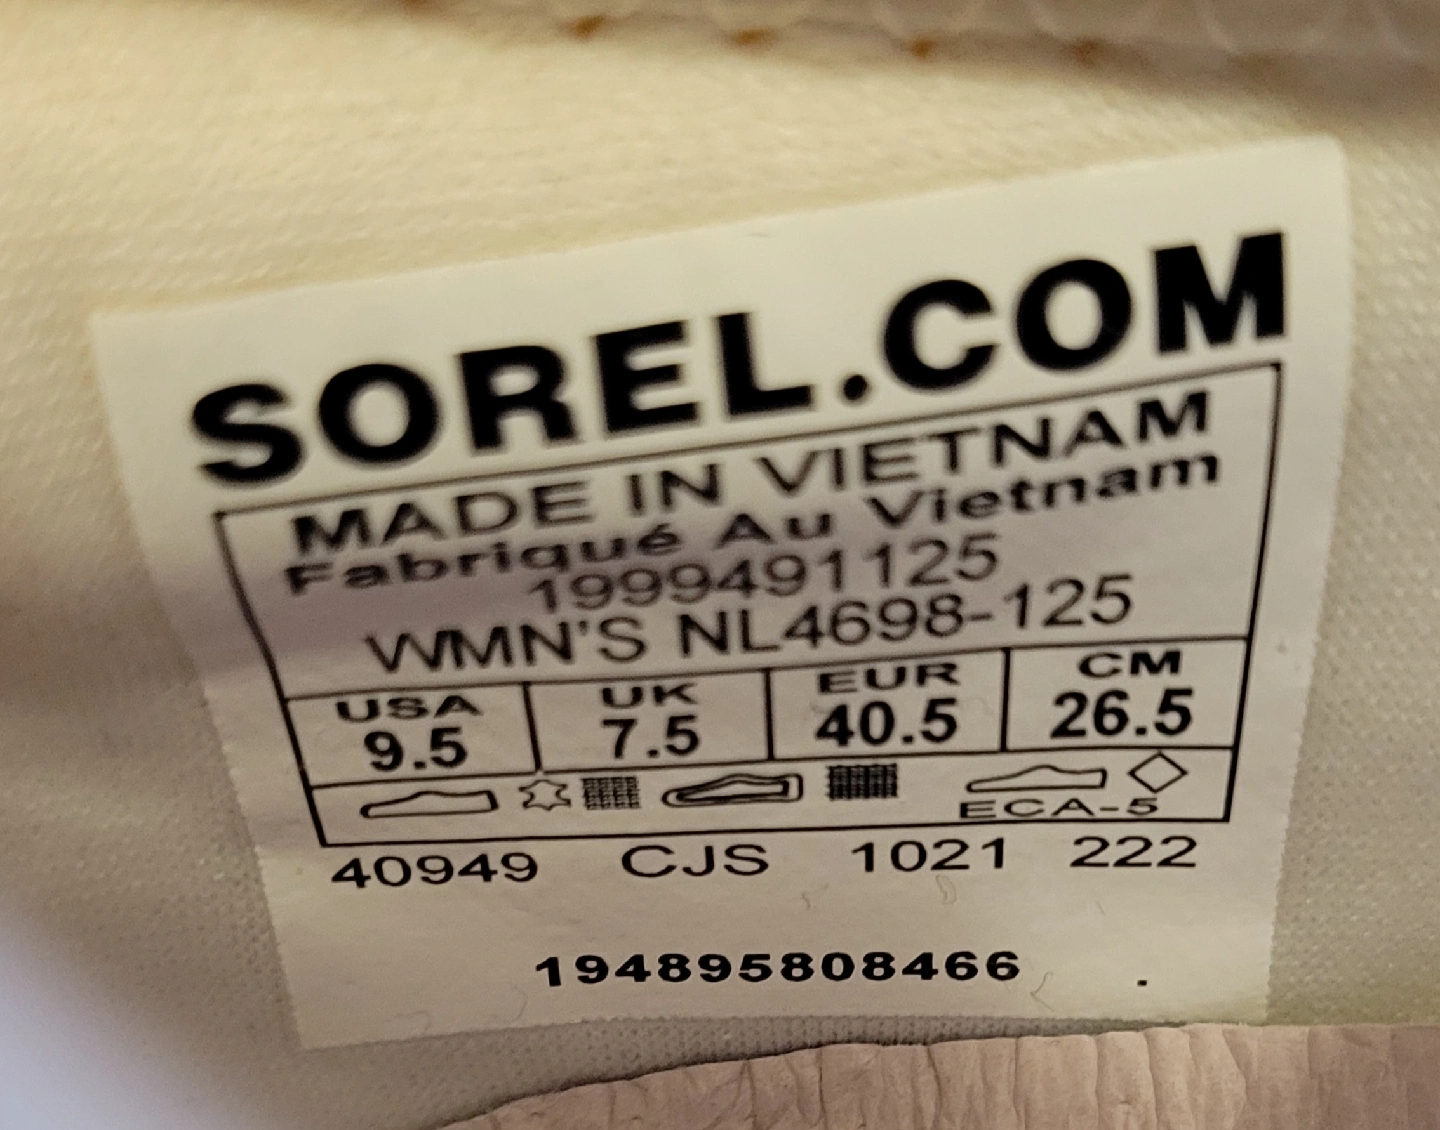 SOREL.COM
MADE IN VIETNAM
Fabriqué Au Vietnam
1999491125
WMN'S NL4698-125
USA UK EUR CM
9.5 7.5 40.5 26.5
ECA-5
40949 CJS 1021 222
194895808466